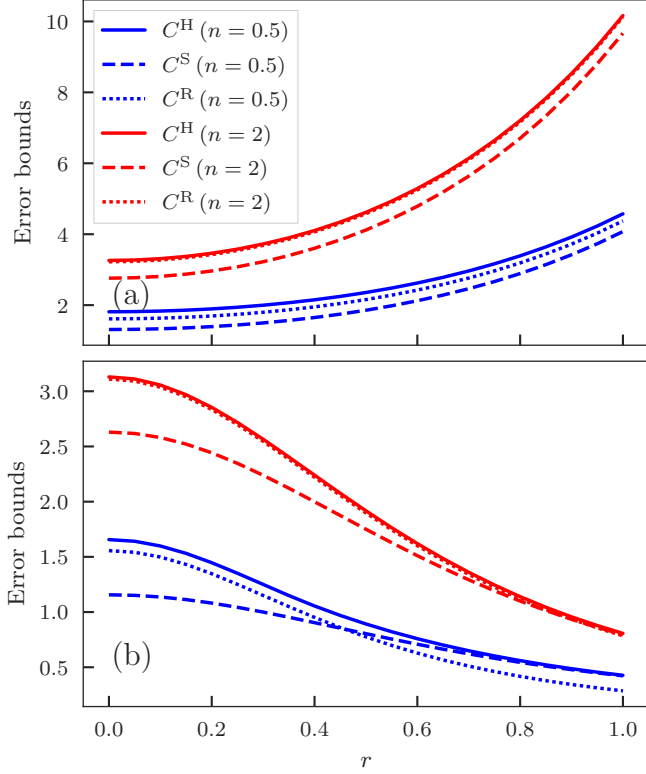 10
8
6
4
2
Error bounds
C^H (n = 0.5)
C^S (n = 0.5)
C^R (n = 0.5)
C^H (n = 2)
C^S (n = 2)
C^R (n = 2)
(a)
3.0
2.5
2.0
1.5
1.0
0.5
Error bounds
(b)
0.0 0.2 0.4 0.6 0.8 1.0
r